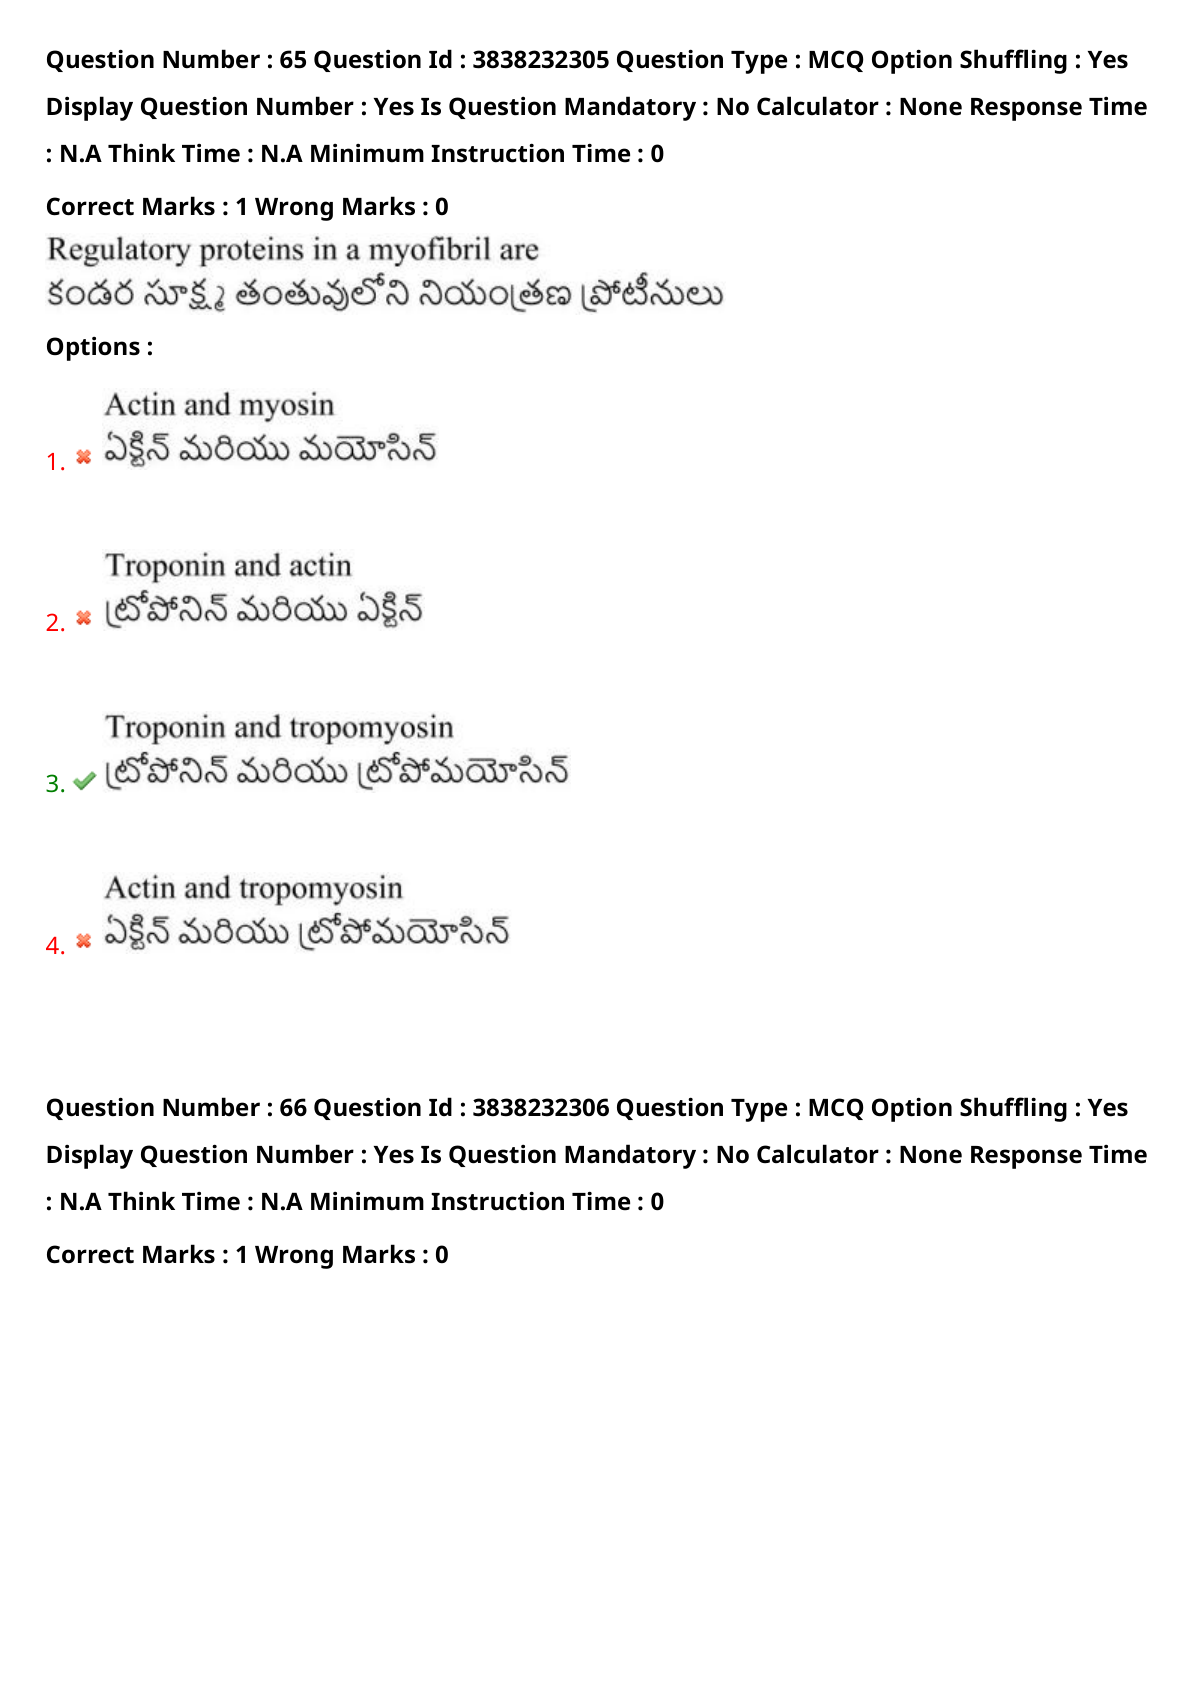 Question Number : 65 Question Id : 3838232305 Question Type : MCQ Option Shuffling : Yes
Display Question Number : Yes Is Question Mandatory : No Calculator : None Response Time
: N.A Think Time : N.A Minimum Instruction Time : 0
Correct Marks : 1 Wrong Marks : 0
Regulatory proteins in a myofibril are
కండర సూక్ష్మ తంతువులోని నియంత్రణ ప్రోటీనులు
Options :
Actin and myosin
1. ఏక్టిన్ మరియు మయోసిన్
Troponin and actin
2. ట్రోపోనిన్ మరియు ఏక్టిన్
Troponin and tropomyosin
3. ట్రోపోనిన్ మరియు ట్రోపోమయోసిన్
Actin and tropomyosin
4. ఏక్టిన్ మరియు ట్రోపోమయోసిన్
Question Number : 66 Question Id : 3838232306 Question Type : MCQ Option Shuffling : Yes
Display Question Number : Yes Is Question Mandatory : No Calculator : None Response Time
: N.A Think Time : N.A Minimum Instruction Time : 0
Correct Marks : 1 Wrong Marks : 0